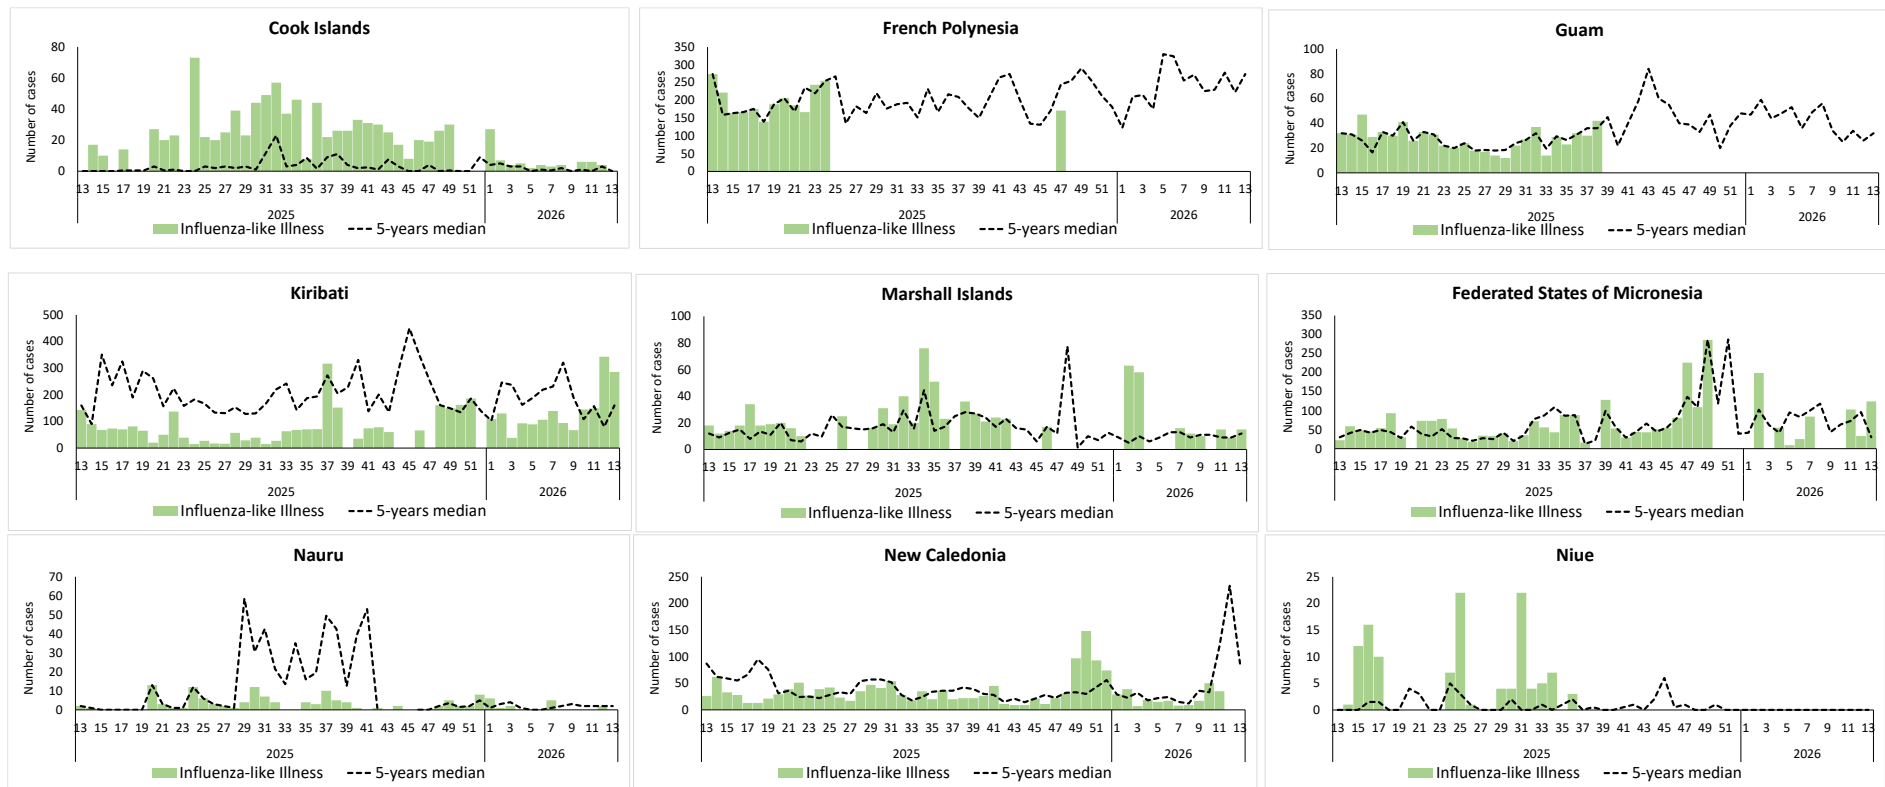 Cook Islands
Number of cases
80
60
40
20
0
13 15 17 19 21 23 25 27 29 31 33 35 37 39 41 43 45 47 49 51 1 3 5 7 9 11 13
2025 2026
Influenza-like Illness 5-years median
French Polynesia
Number of cases
350
300
250
200
150
100
50
0
13 15 17 19 21 23 25 27 29 31 33 35 37 39 41 43 45 47 49 51 1 3 5 7 9 11 13
2025 2026
Influenza-like Illness 5-years median
Guam
Number of cases
100
80
60
40
20
0
13 15 17 19 21 23 25 27 29 31 33 35 37 39 41 43 45 47 49 51 1 3 5 7 9 11 13
2025 2026
Influenza-like Illness 5-years median
Kiribati
Number of cases
500
400
300
200
100
0
13 15 17 19 21 23 25 27 29 31 33 35 37 39 41 43 45 47 49 51 1 3 5 7 9 11 13
2025 2026
Influenza-like Illness 5-years median
Marshall Islands
Number of cases
100
80
60
40
20
0
13 15 17 19 21 23 25 27 29 31 33 35 37 39 41 43 45 47 49 51 1 3 5 7 9 11 13
2025 2026
Influenza-like Illness 5-years median
Federated States of Micronesia
Number of cases
350
300
250
200
150
100
50
0
13 15 17 19 21 23 25 27 29 31 33 35 37 39 41 43 45 47 49 51 1 3 5 7 9 11 13
2025 2026
Influenza-like Illness 5-years median
Nauru
Number of cases
70
60
50
40
30
20
10
0
13 15 17 19 21 23 25 27 29 31 33 35 37 39 41 43 45 47 49 51 1 3 5 7 9 11 13
2025 2026
Influenza-like Illness 5-years median
New Caledonia
Number of cases
250
200
150
100
50
0
13 15 17 19 21 23 25 27 29 31 33 35 37 39 41 43 45 47 49 51 1 3 5 7 9 11 13
2025 2026
Influenza-like Illness 5-years median
Niue
Number of cases
25
20
15
10
5
0
13 15 17 19 21 23 25 27 29 31 33 35 37 39 41 43 45 47 49 51 1 3 5 7 9 11 13
2025 2026
Influenza-like Illness 5-years median